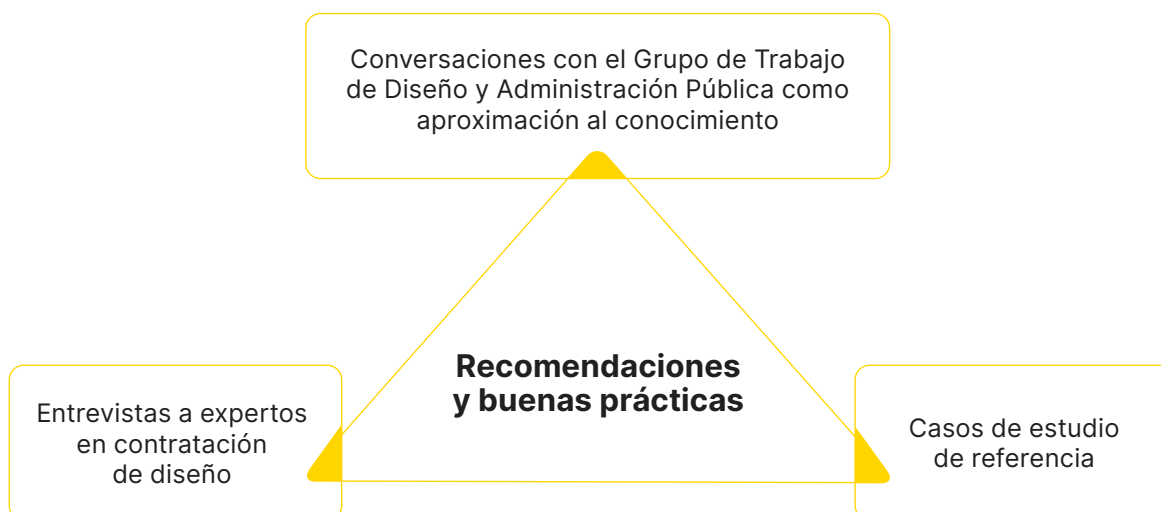 Conversaciones con el Grupo de Trabajo
de Diseño y Administración Pública como
aproximación al conocimiento
Recomendaciones
y buenas prácticas
Entrevistas a expertos
en contratación
de diseño
Casos de estudio
de referencia